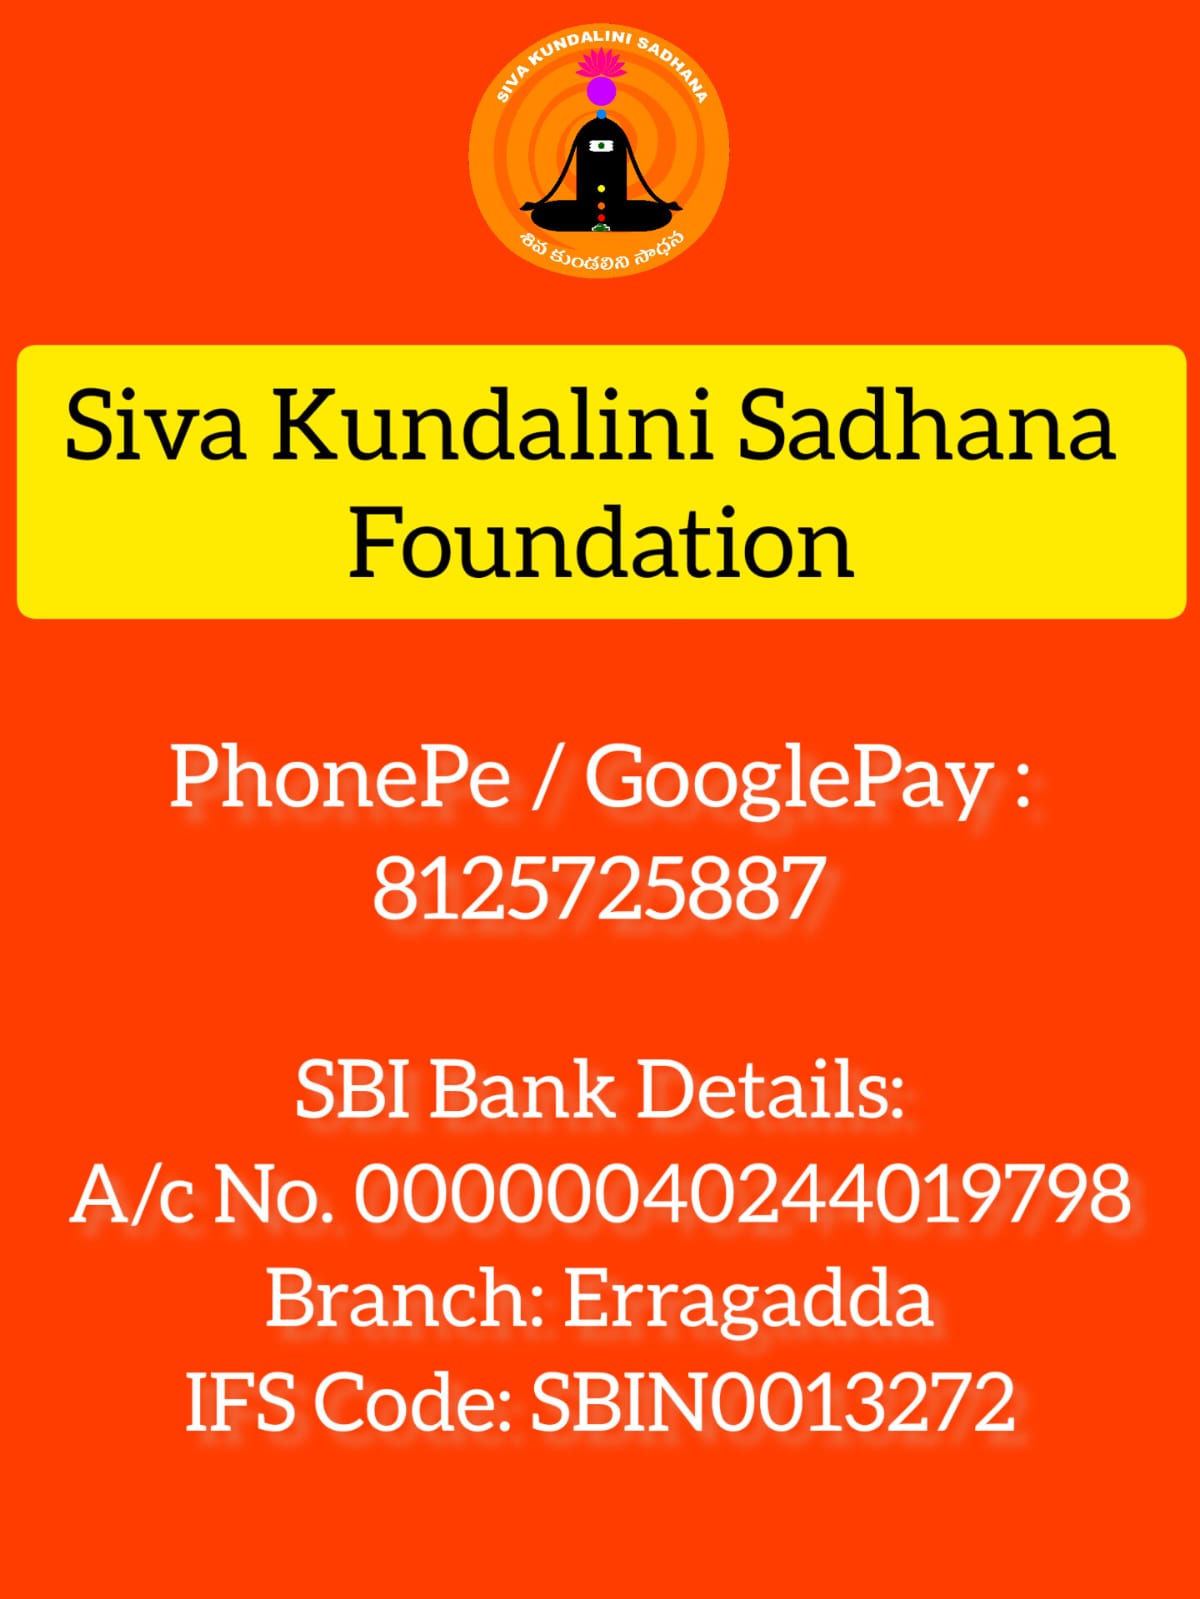 SIVA KUNDALINI SADHANA
శివ కుండలిని సాధన
Siva Kundalini Sadhana
Foundation
PhonePe / GooglePay :
8125725887
SBI Bank Details:
A/c No. 00000040244019798
Branch: Erragadda
IFS Code: SBIN0013272